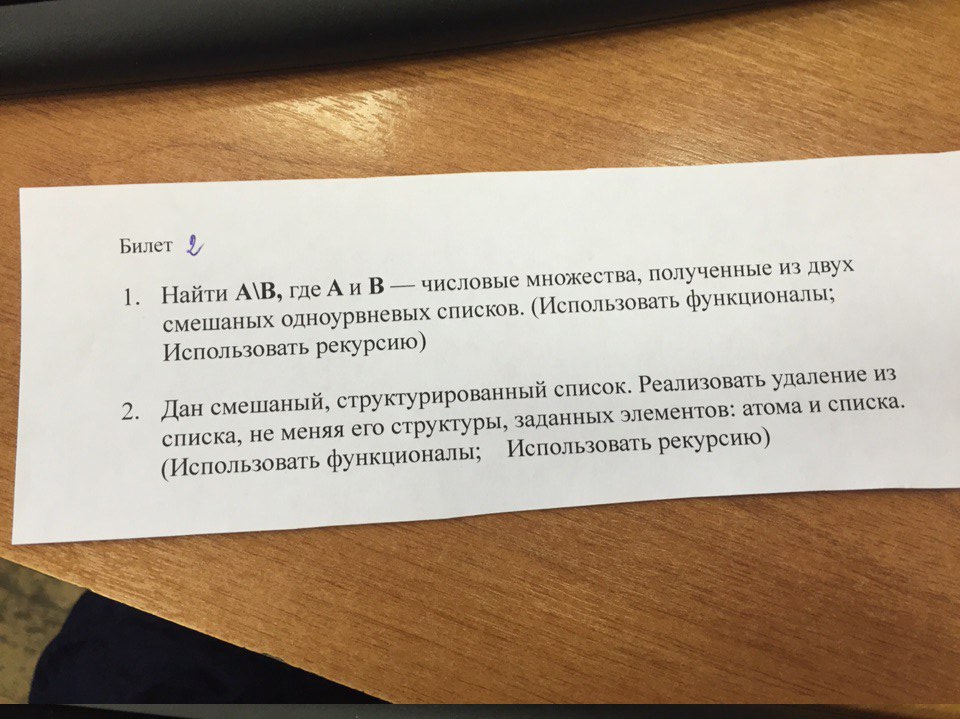 Билет 2
1. Найти A\B, где A и B — числовые множества, полученные из двух
смешаных одноурвневых списков. (Использовать функционалы;
Использовать рекурсию)
2. Дан смешаный, структурированный список. Реализовать удаление из
списка, не меняя его структуры, заданных элементов: атома и списка.
(Использовать функционалы; Использовать рекурсию)